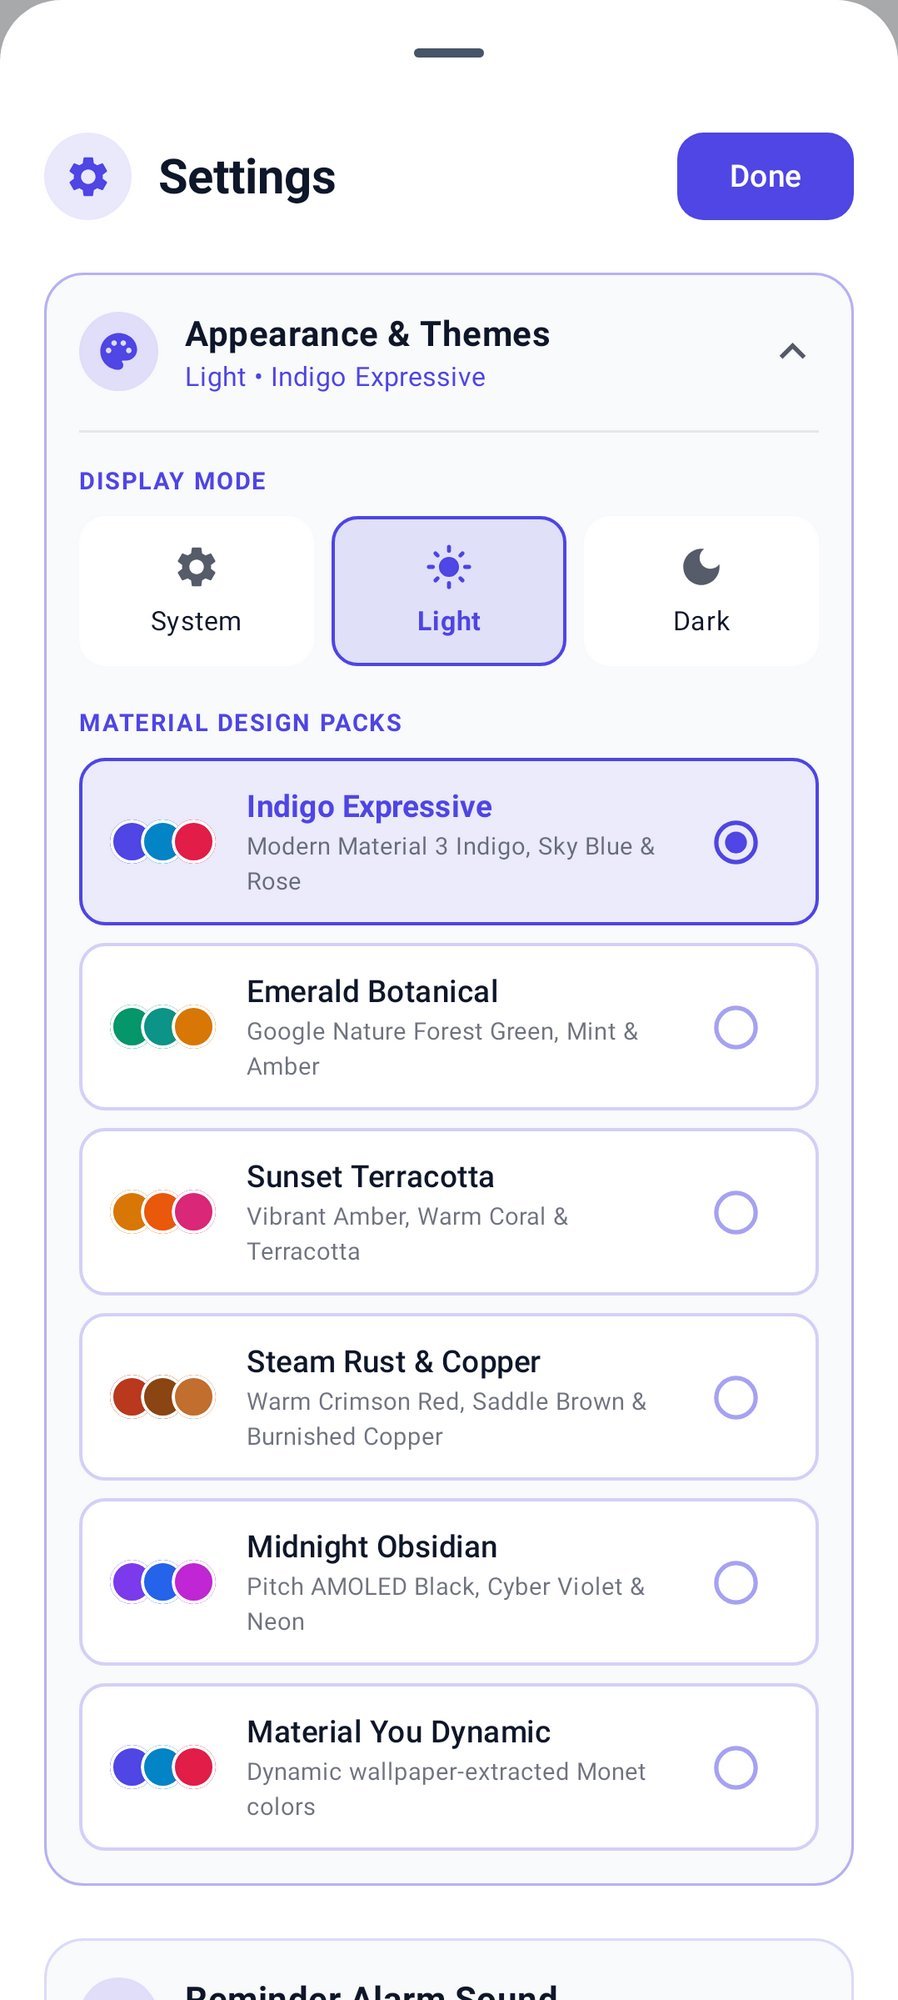 Settings
Done
Appearance & Themes
Light • Indigo Expressive
DISPLAY MODE
System
Light
Dark
MATERIAL DESIGN PACKS
Indigo Expressive
Modern Material 3 Indigo, Sky Blue &
Rose
Emerald Botanical
Google Nature Forest Green, Mint &
Amber
Sunset Terracotta
Vibrant Amber, Warm Coral &
Terracotta
Steam Rust & Copper
Warm Crimson Red, Saddle Brown &
Burnished Copper
Midnight Obsidian
Pitch AMOLED Black, Cyber Violet &
Neon
Material You Dynamic
Dynamic wallpaper-extracted Monet
colors
Reminder Alarm Sound